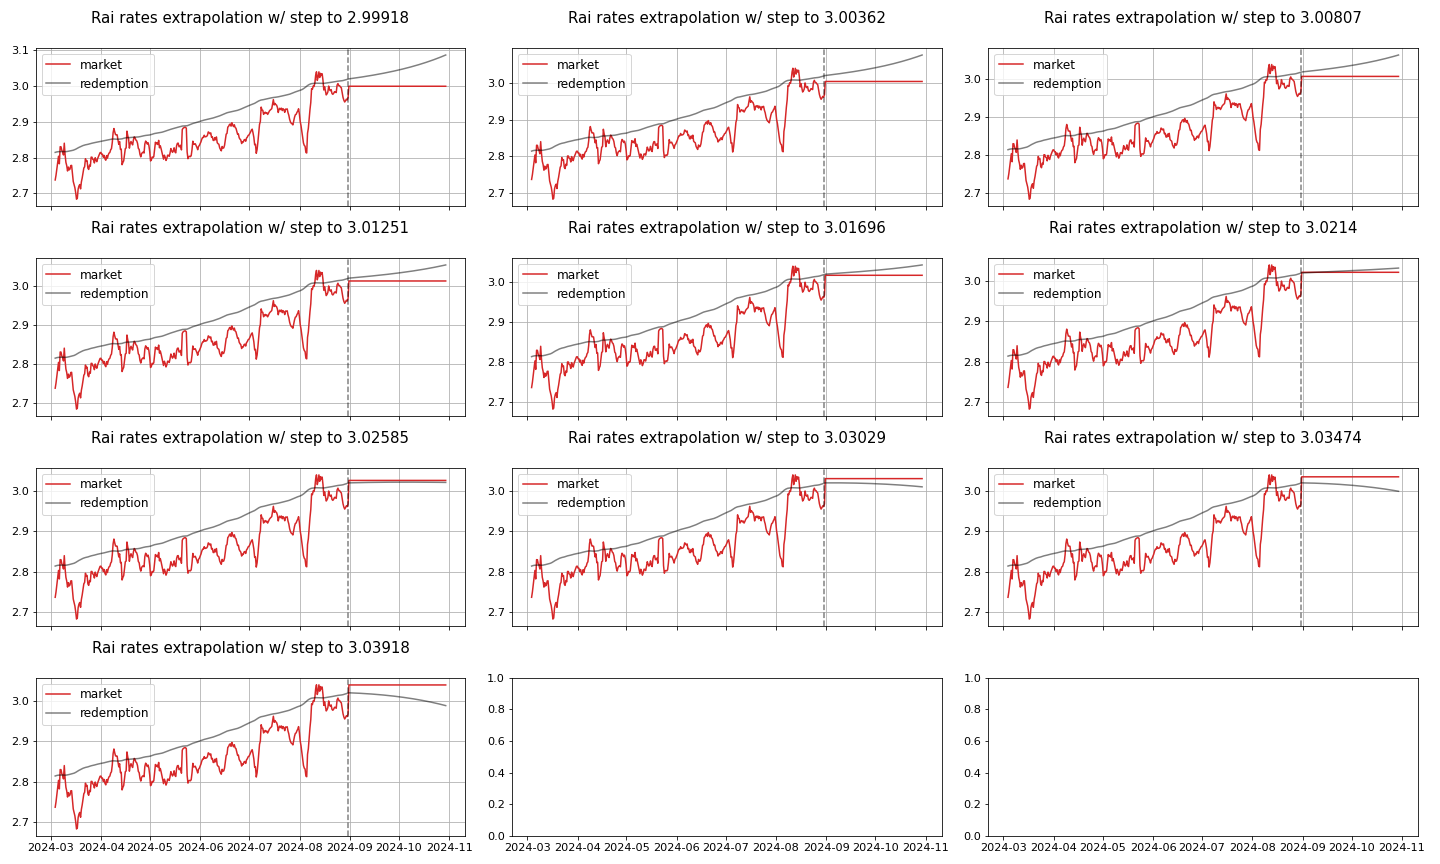 Rai rates extrapolation w/ step to 2.99918
Rai rates extrapolation w/ step to 3.00362
Rai rates extrapolation w/ step to 3.00807
3.1
3.0
2.9
2.8
2.7
market
redemption
3.0
2.9
2.8
2.7
market
redemption
3.0
2.9
2.8
2.7
market
redemption
Rai rates extrapolation w/ step to 3.01251
Rai rates extrapolation w/ step to 3.01696
Rai rates extrapolation w/ step to 3.0214
3.0
2.9
2.8
2.7
market
redemption
3.0
2.9
2.8
2.7
market
redemption
3.0
2.9
2.8
2.7
market
redemption
Rai rates extrapolation w/ step to 3.02585
Rai rates extrapolation w/ step to 3.03029
Rai rates extrapolation w/ step to 3.03474
3.0
2.9
2.8
2.7
market
redemption
3.0
2.9
2.8
2.7
market
redemption
3.0
2.9
2.8
2.7
market
redemption
Rai rates extrapolation w/ step to 3.03918
3.0
2.9
2.8
2.7
market
redemption
2024-03 2024-04 2024-05 2024-06 2024-07 2024-08 2024-09 2024-10 2024-11
1.0
0.8
0.6
0.4
0.2
0.0
2024-03 2024-04 2024-05 2024-06 2024-07 2024-08 2024-09 2024-10 2024-11
1.0
0.8
0.6
0.4
0.2
0.0
2024-03 2024-04 2024-05 2024-06 2024-07 2024-08 2024-09 2024-10 2024-11